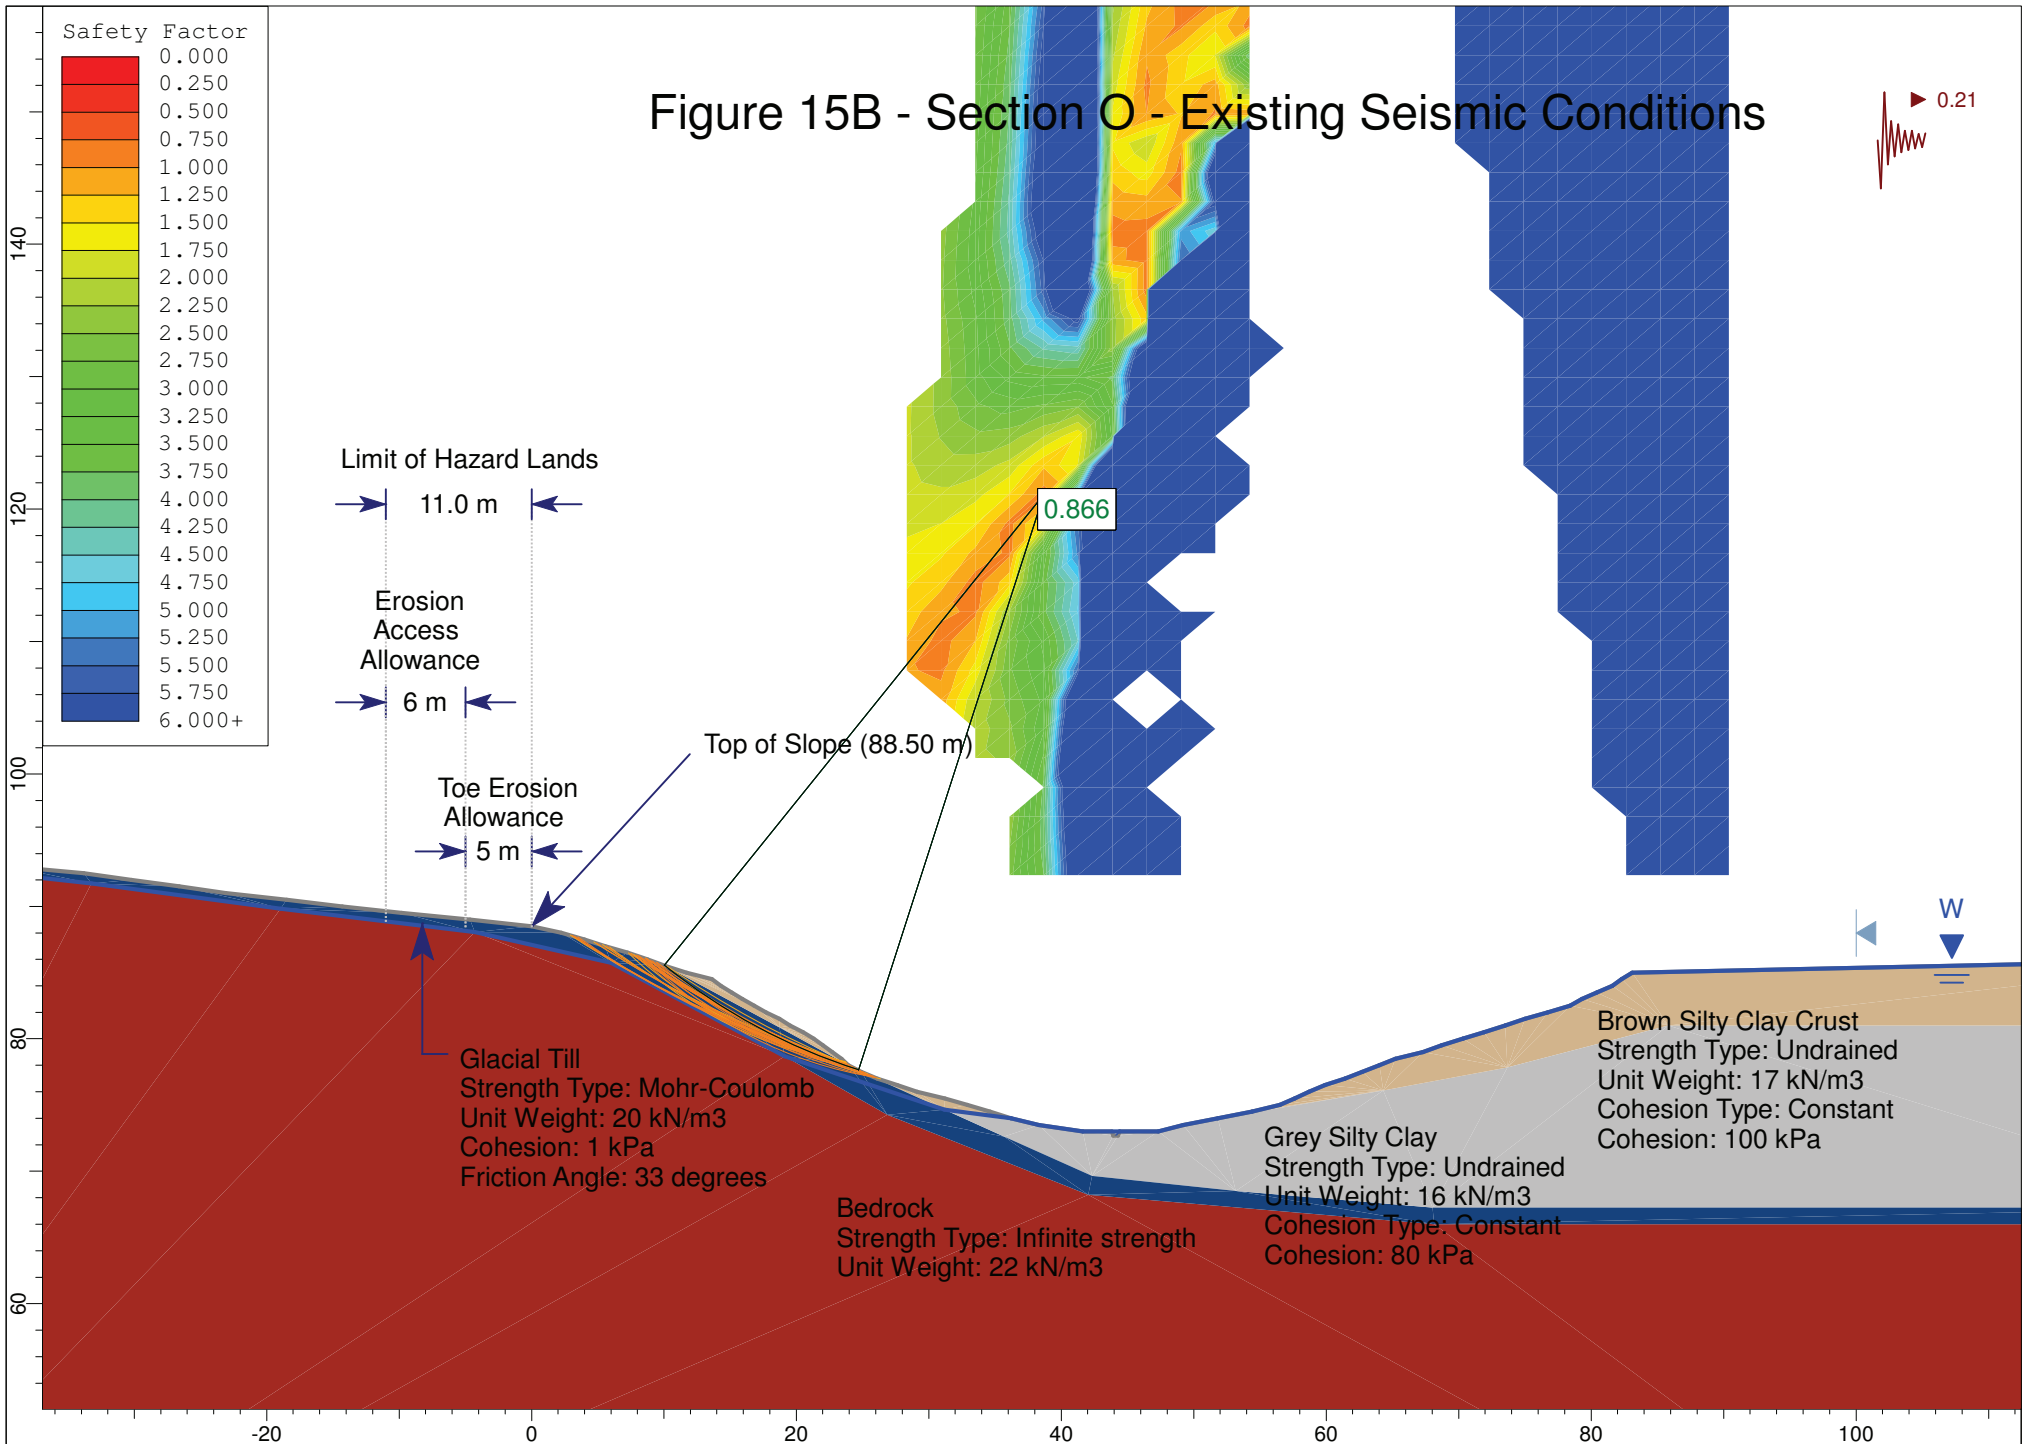 Safety Factor
0.000
0.250
0.500
0.750
1.000
1.250
1.500
1.750
2.000
2.250
2.500
2.750
3.000
3.250
3.500
3.750
4.000
4.250
4.500
4.750
5.000
5.250
5.500
5.750
6.000+
Figure 15B - Section O - Existing Seismic Conditions
0.21
Limit of Hazard Lands
11.0 m
0.866
Erosion
Access
Allowance
6 m
Top of Slope (88.50 m)
Toe Erosion
Allowance
5 m
W
Glacial Till
Strength Type: Mohr-Coulomb
Unit Weight: 20 kN/m3
Cohesion: 1 kPa
Friction Angle: 33 degrees
Bedrock
Strength Type: Infinite strength
Unit Weight: 22 kN/m3
Grey Silty Clay
Strength Type: Undrained
Unit Weight: 16 kN/m3
Cohesion Type: Constant
Cohesion: 80 kPa
Brown Silty Clay Crust
Strength Type: Undrained
Unit Weight: 17 kN/m3
Cohesion Type: Constant
Cohesion: 100 kPa
140
120
100
80
60
-20
0
20
40
60
80
100